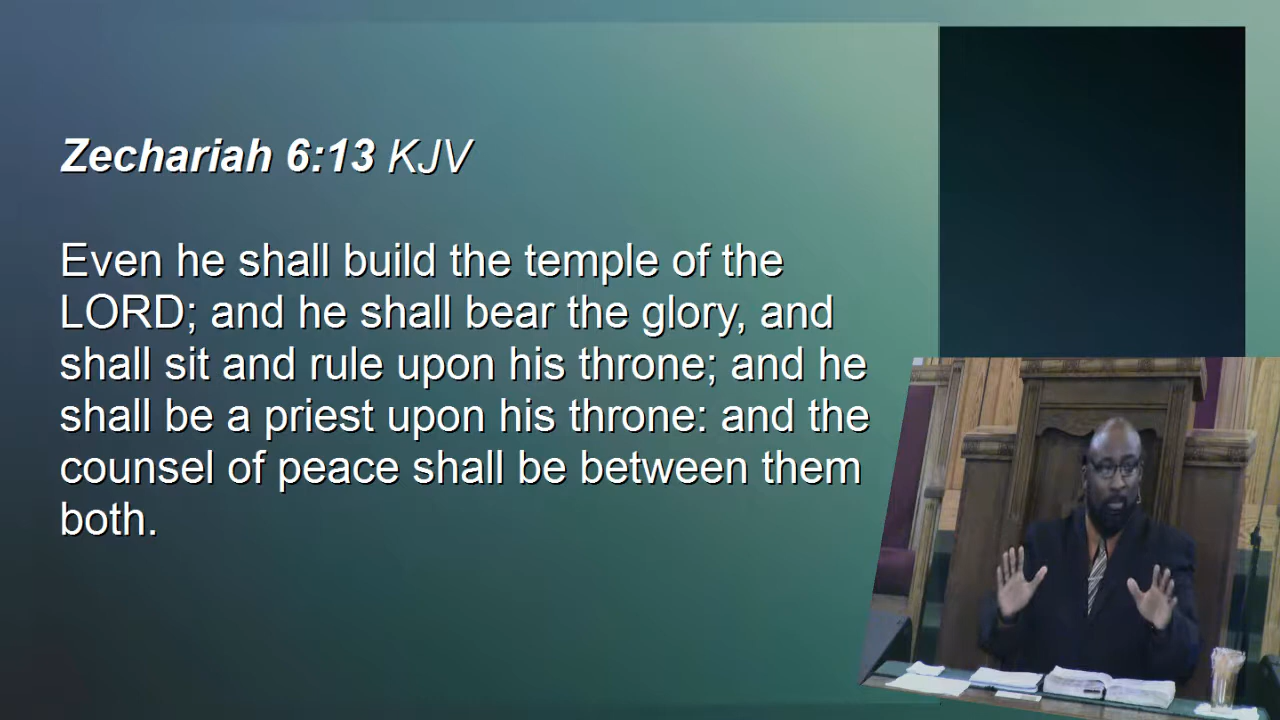 Zechariah 6:13 KJV
Even he shall build the temple of the
LORD; and he shall bear the glory, and
shall sit and rule upon his throne; and he
shall be a priest upon his throne: and the
counsel of peace shall be between them
both.